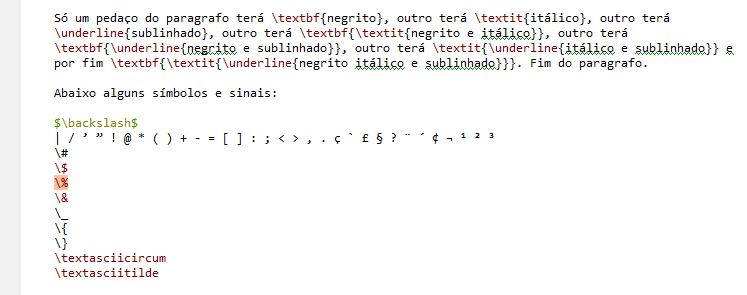 Só um pedaço do paragrafo terá \textbf{negrito}, outro terá \textit{itálico}, outro terá
\underline{sublinhado}, outro terá \textbf{\textit{negrito e itálico}}, outro terá
\textbf{\underline{negrito e sublinhado}}, outro terá \textit{\underline{itálico e sublinhado}} e
por fim \textbf{\textit{\underline{negrito itálico e sublinhado}}}. Fim do paragrafo.
Abaixo alguns símbolos e sinais:
$\backslash$
| / ’ ” ! @ * ( ) + - = [ ] : ; < > , . ç ` £ § ? ¨ ´ ¢ ¬ ¹ ² ³
\#
\$
\%
\&
\_
\{
\}
\textasciicircum
\textasciitilde